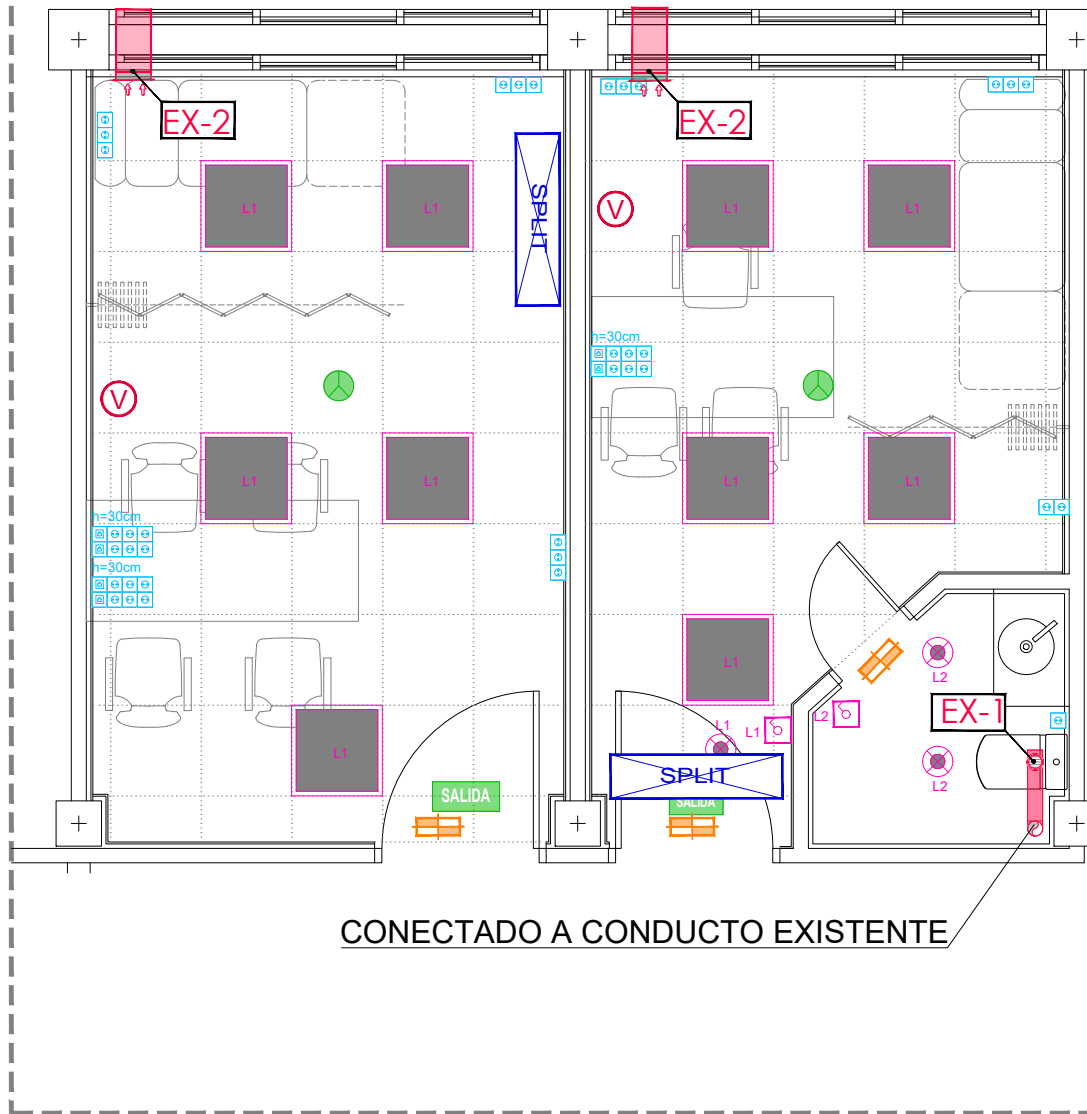 EX-2
EX-2
L1
L1
SPLIT
V
L1
L1
h=30cm
V
L1
L1
L1
L1
h=30cm
h=30cm
L1
L2
L2
L1
L1
EX-1
L1
SPLIT
L2
SALIDA
SALIDA
CONECTADO A CONDUCTO EXISTENTE